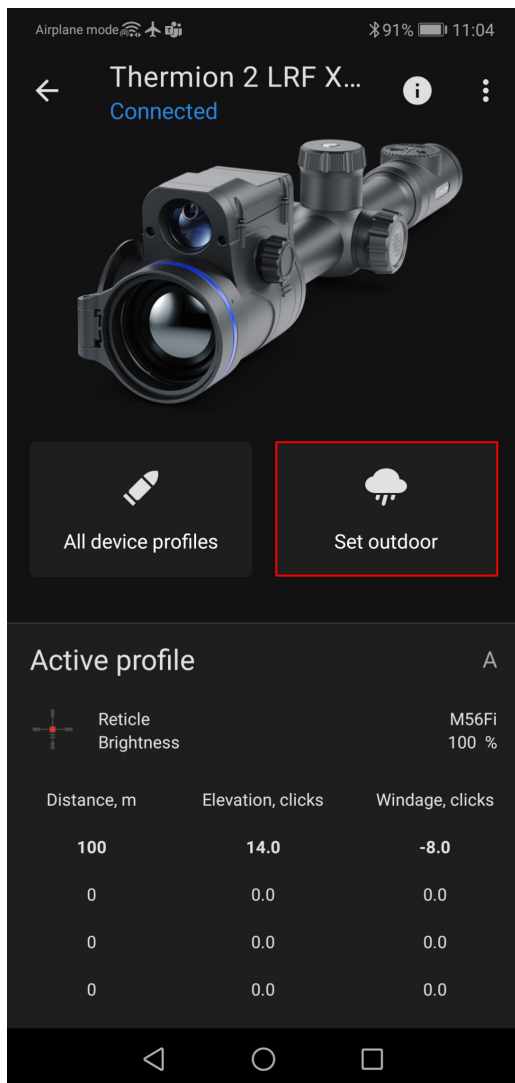 Airplane mode 91% 11:04
Thermion 2 LRF X...
Connected
All device profiles
Set outdoor
Active profile A
Reticle M56Fi
Brightness 100 %
Distance, m Elevation, clicks Windage, clicks
100 14.0 -8.0
0 0.0 0.0
0 0.0 0.0
0 0.0 0.0